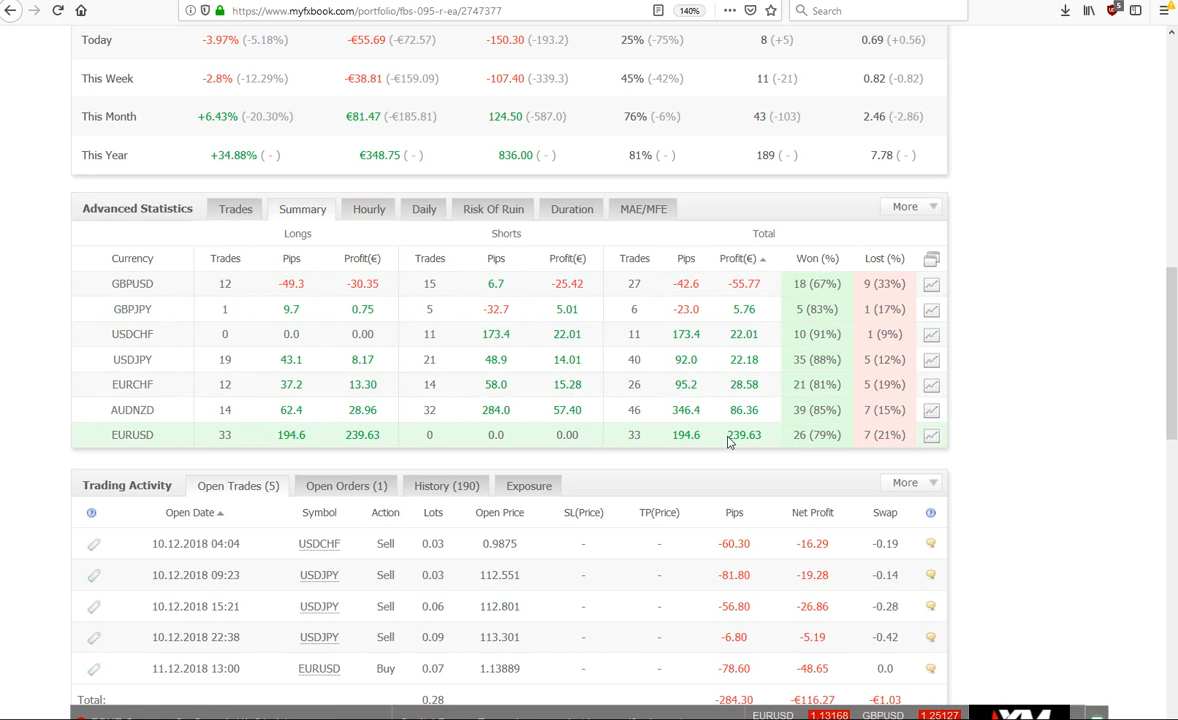 https://www.myfxbook.com/portfolio/fbs-095-r-ea/2747377 140% Search 5
Today -3.97% (-5.18%) -€55.69 (-€72.57) -150.30 (-193.2) 25% (-75%) 8 (+5) 0.69 (+0.56)
This Week -2.8% (-12.29%) -€38.81 (-€159.09) -107.40 (-339.3) 45% (-42%) 11 (-21) 0.82 (-0.82)
This Month +6.43% (-20.30%) €81.47 (-€185.81) 124.50 (-587.0) 76% (-6%) 43 (-103) 2.46 (-2.86)
This Year +34.88% ( - ) €348.75 ( - ) 836.00 ( - ) 81% ( - ) 189 ( - ) 7.78 ( - )
Advanced Statistics Trades Summary Hourly Daily Risk Of Ruin Duration MAE/MFE More
Longs Shorts Total
Currency Trades Pips Profit(€) Trades Pips Profit(€) Trades Pips Profit(€) Won (%) Lost (%)
GBPUSD 12 -49.3 -30.35 15 6.7 -25.42 27 -42.6 -55.77 18 (67%) 9 (33%)
GBPJPY 1 9.7 0.75 5 -32.7 5.01 6 -23.0 5.76 5 (83%) 1 (17%)
USDCHF 0 0.0 0.00 11 173.4 22.01 11 173.4 22.01 10 (91%) 1 (9%)
USDJPY 19 43.1 8.17 21 48.9 14.01 40 92.0 22.18 35 (88%) 5 (12%)
EURCHF 12 37.2 13.30 14 58.0 15.28 26 95.2 28.58 21 (81%) 5 (19%)
AUDNZD 14 62.4 28.96 32 284.0 57.40 46 346.4 86.36 39 (85%) 7 (15%)
EURUSD 33 194.6 239.63 0 0.0 0.00 33 194.6 239.63 26 (79%) 7 (21%)
Trading Activity Open Trades (5) Open Orders (1) History (190) Exposure More
Open Date Symbol Action Lots Open Price SL(Price) TP(Price) Pips Net Profit Swap
10.12.2018 04:04 USDCHF Sell 0.03 0.9875 - - -60.30 -16.29 -0.19
10.12.2018 09:23 USDJPY Sell 0.03 112.551 - - -81.80 -19.28 -0.14
10.12.2018 15:21 USDJPY Sell 0.06 112.801 - - -56.80 -26.86 -0.28
10.12.2018 22:38 USDJPY Sell 0.09 113.301 - - -6.80 -5.19 -0.42
11.12.2018 13:00 EURUSD Buy 0.07 1.13889 - - -78.60 -48.65 0.0
Total: 0.28 -284.30 -€116.27 -€1.03
EURUSD 1.13168 GBPUSD 1.25127